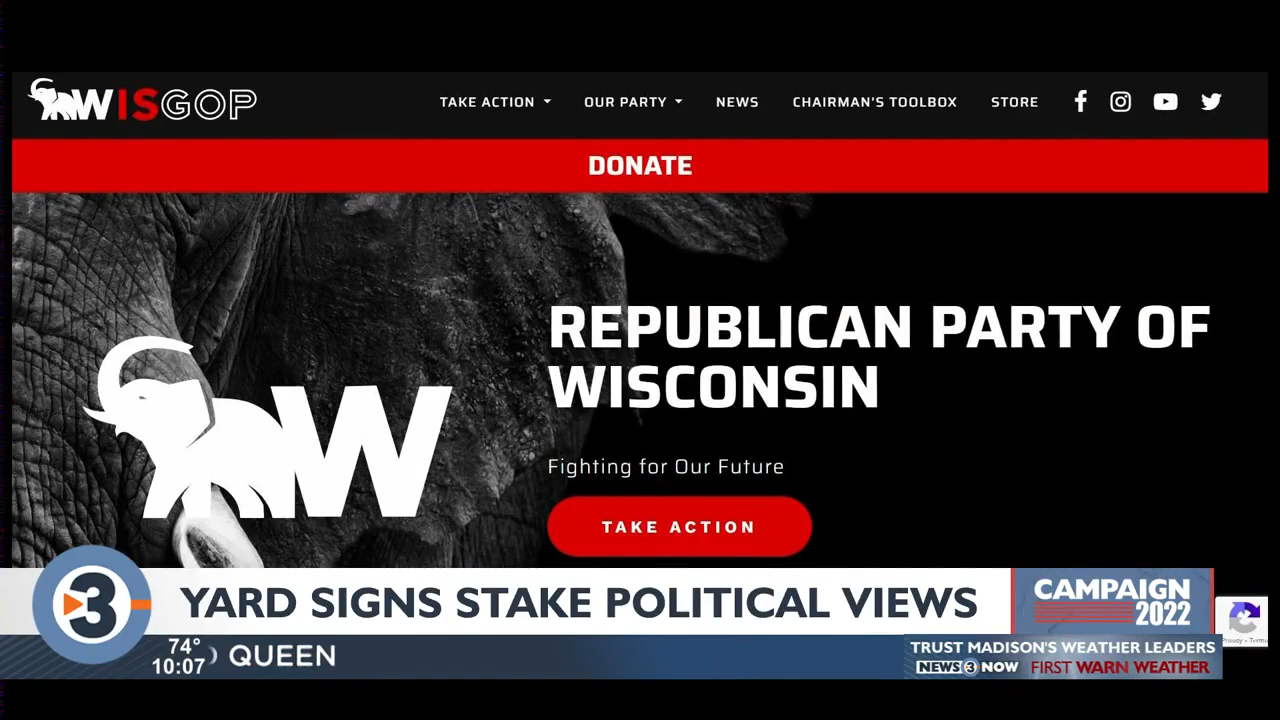 WISGOP
TAKE ACTION OUR PARTY NEWS CHAIRMAN'S TOOLBOX STORE
DONATE
REPUBLICAN PARTY OF
WISCONSIN
W
Fighting for Our Future
TAKE ACTION
3
YARD SIGNS STAKE POLITICAL VIEWS
CAMPAIGN
2022
Privacy - Terms
74°
10:07
QUEEN
TRUST MADISON'S WEATHER LEADERS
NEWS 3 NOW FIRST WARN WEATHER